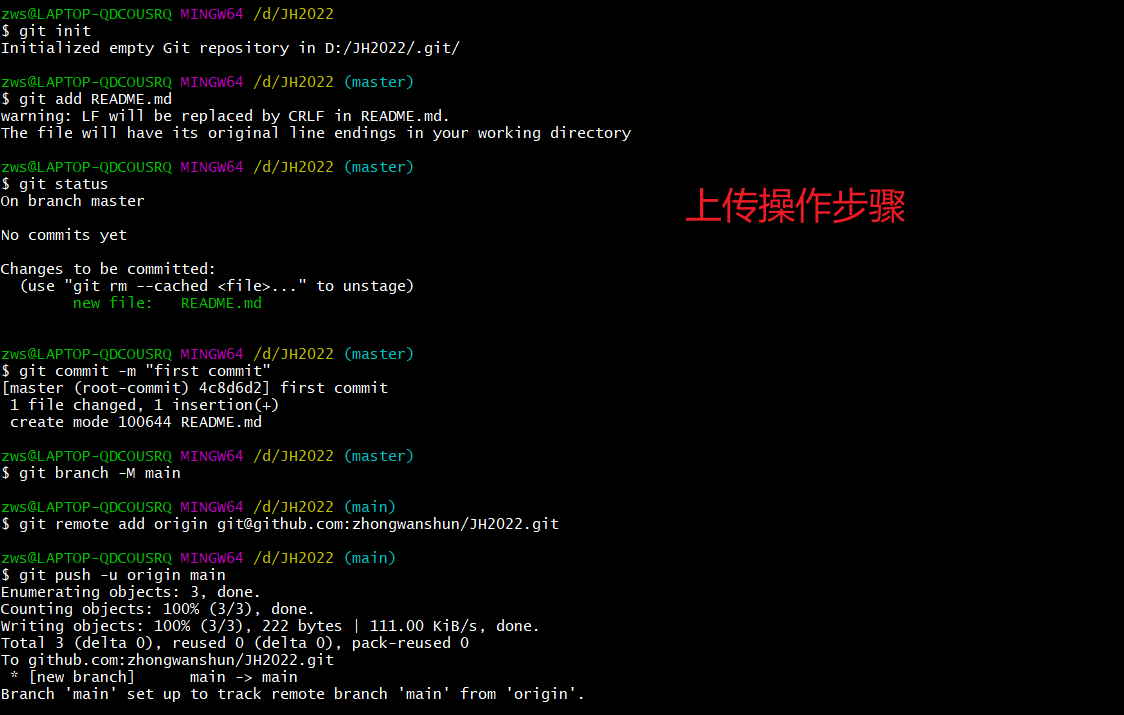 zws@LAPTOP-QDCOUSRQ MINGW64 /d/JH2022
$ git init
Initialized empty Git repository in D:/JH2022/.git/
zws@LAPTOP-QDCOUSRQ MINGW64 /d/JH2022 (master)
$ git add README.md
warning: LF will be replaced by CRLF in README.md.
The file will have its original line endings in your working directory
zws@LAPTOP-QDCOUSRQ MINGW64 /d/JH2022 (master)
$ git status
On branch master
上传操作步骤
No commits yet
Changes to be committed:
  (use "git rm --cached <file>..." to unstage)
        new file:   README.md
zws@LAPTOP-QDCOUSRQ MINGW64 /d/JH2022 (master)
$ git commit -m "first commit"
[master (root-commit) 4c8d6d2] first commit
 1 file changed, 1 insertion(+)
 create mode 100644 README.md
zws@LAPTOP-QDCOUSRQ MINGW64 /d/JH2022 (master)
$ git branch -M main
zws@LAPTOP-QDCOUSRQ MINGW64 /d/JH2022 (main)
$ git remote add origin git@github.com:zhongwanshun/JH2022.git
zws@LAPTOP-QDCOUSRQ MINGW64 /d/JH2022 (main)
$ git push -u origin main
Enumerating objects: 3, done.
Counting objects: 100% (3/3), done.
Writing objects: 100% (3/3), 222 bytes | 111.00 KiB/s, done.
Total 3 (delta 0), reused 0 (delta 0), pack-reused 0
To github.com:zhongwanshun/JH2022.git
 * [new branch]      main -> main
Branch 'main' set up to track remote branch 'main' from 'origin'.